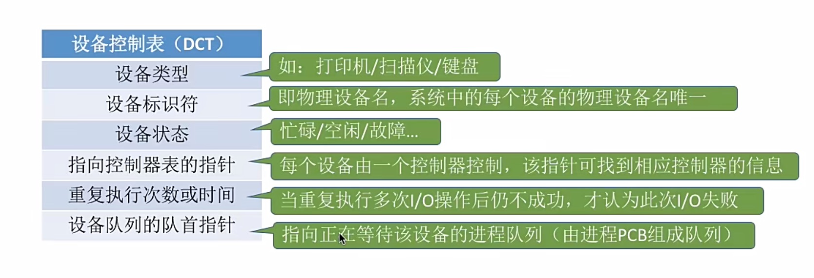 设备控制表（DCT）
设备类型
如：打印机/扫描仪/键盘
设备标识符
即物理设备名，系统中的每个设备的物理设备名唯一
设备状态
忙碌/空闲/故障...
指向控制器表的指针
每个设备由一个控制器控制，该指针可找到相应控制器的信息
重复执行次数或时间
当重复执行多次I/O操作后仍不成功，才认为此次I/O失败
设备队列的队首指针
指向正在等待该设备的进程队列（由进程PCB组成队列）